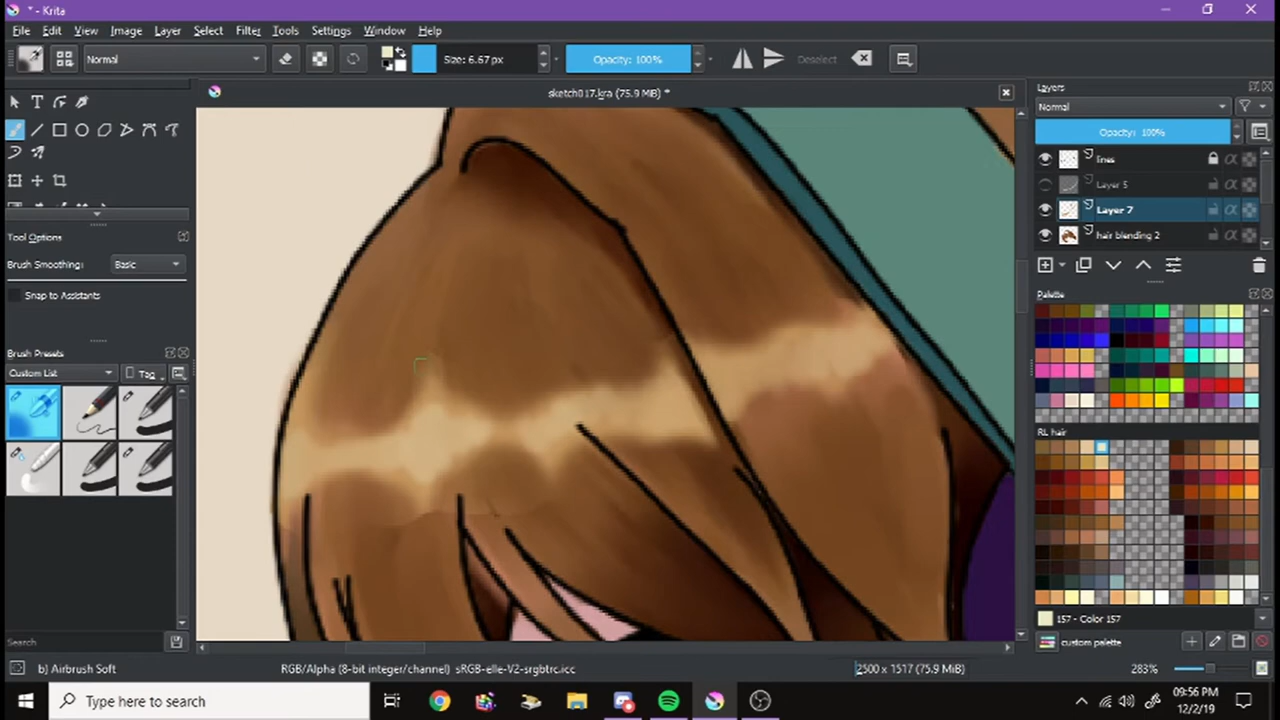 * - Krita
File Edit View Image Layer Select Filter Tools Settings Window Help
Normal Size: 6.67 px Opacity: 100% Deselect
sketch017.kra (75.9 MiB) *
Layers
Normal
Opacity: 100%
lines
Layer 5
Layer 7
hair blending 2
Tool Options
Brush Smoothing: Basic
Snap to Assistants
Brush Presets
Custom List Tag
Palette
RL hair
157 - Color 157
custom palette
Search
b) Airbrush Soft RGB/Alpha (8-bit integer/channel) sRGB-elle-V2-srgbtrc.icc 2500 x 1517 (75.9 MiB) 283%
Type here to search
09:56 PM
12/2/19